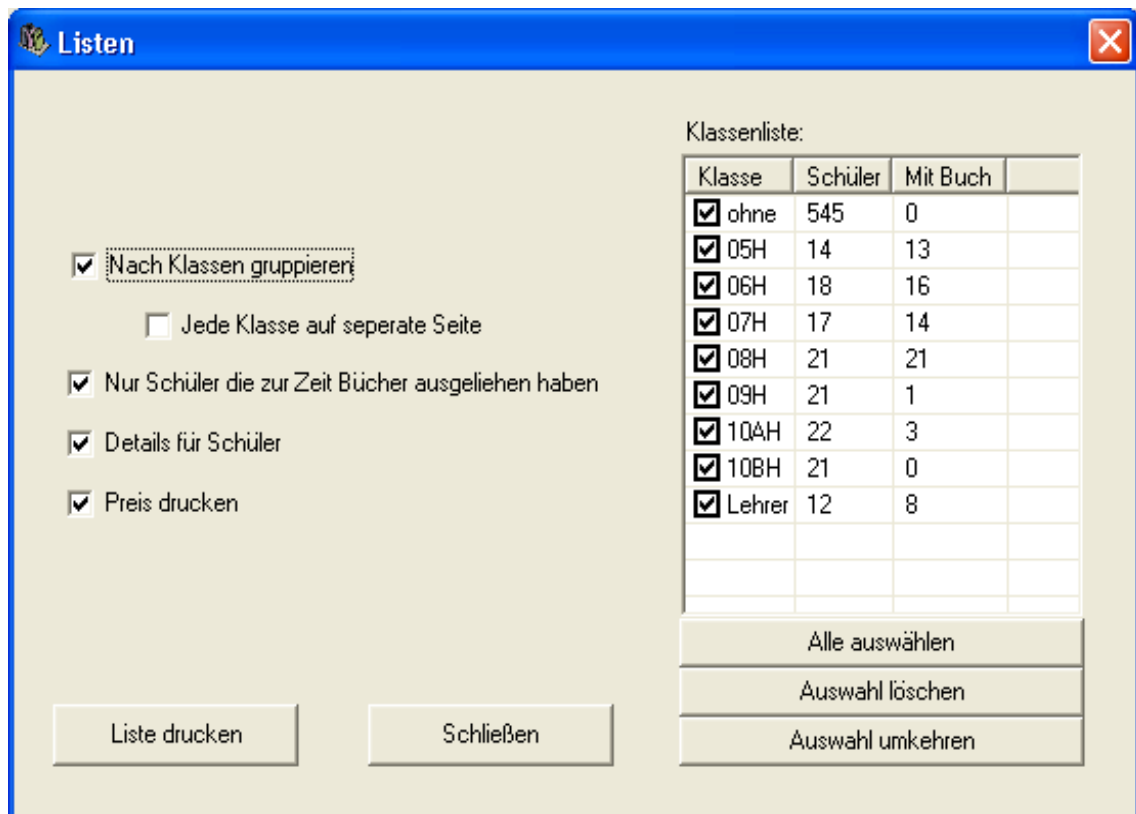 Listen
Nach Klassen gruppieren
Jede Klasse auf seperate Seite
Nur Schüler die zur Zeit Bücher ausgeliehen haben
Details für Schüler
Preis drucken
Liste drucken
Schließen
Klassenliste:
Klasse Schüler Mit Buch
ohne 545 0
05H 14 13
06H 18 16
07H 17 14
08H 21 21
09H 21 1
10AH 22 3
10BH 21 0
Lehrer 12 8
Alle auswählen
Auswahl löschen
Auswahl umkehren